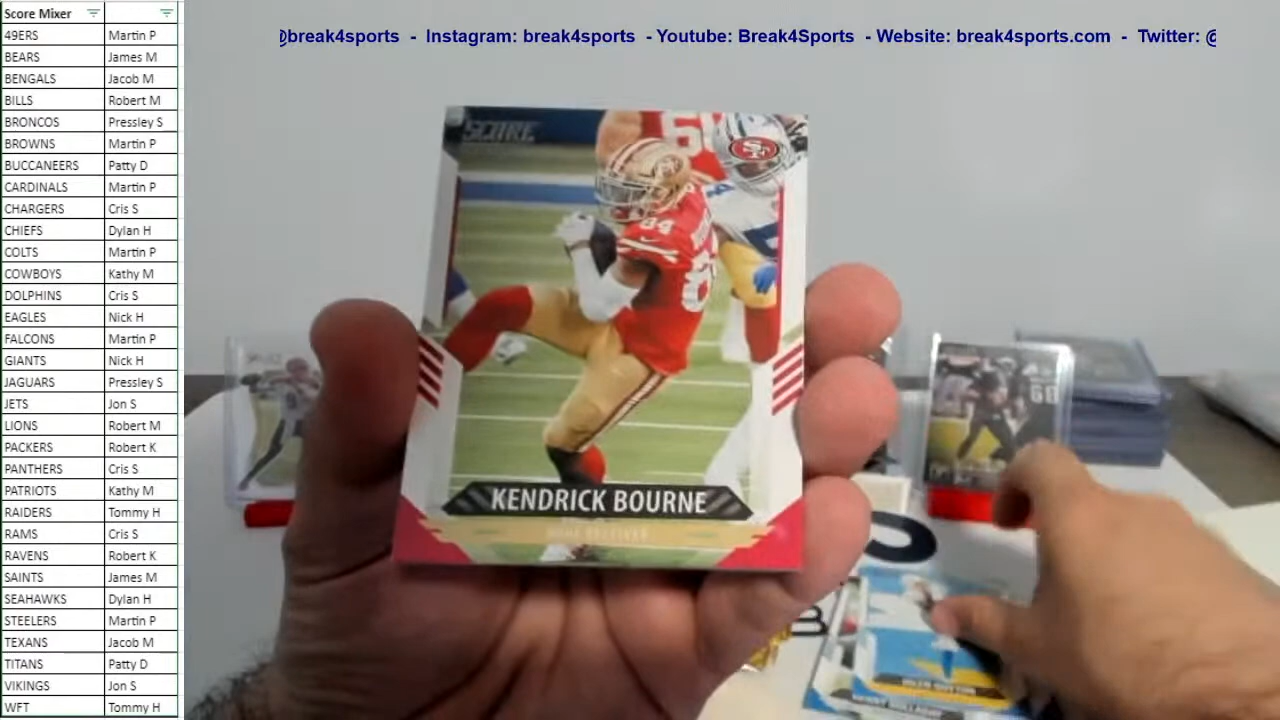 Score Mixer
49ERS Martin P
BEARS James M
BENGALS Jacob M
BILLS Robert M
BRONCOS Pressley S
BROWNS Martin P
BUCCANEERS Patty D
CARDINALS Martin P
CHARGERS Cris S
CHIEFS Dylan H
COLTS Martin P
COWBOYS Kathy M
DOLPHINS Cris S
EAGLES Nick H
FALCONS Martin P
GIANTS Nick H
JAGUARS Pressley S
JETS Jon S
LIONS Robert M
PACKERS Robert K
PANTHERS Cris S
PATRIOTS Kathy M
RAIDERS Tommy H
RAMS Cris S
RAVENS Robert K
SAINTS James M
SEAHAWKS Dylan H
STEELERS Martin P
TEXANS Jacob M
TITANS Patty D
VIKINGS Jon S
WFT Tommy H
break4sports - Instagram: break4sports - Youtube: Break4Sports - Website: break4sports.com - Twitter: @
SCORE
SF
84
KENDRICK BOURNE
WIDE RECEIVER